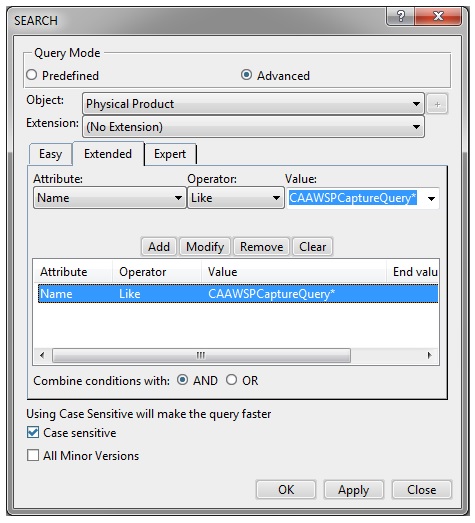 SEARCH
Query Mode
Predefined Advanced
Object: Physical Product
Extension: (No Extension)
Easy Extended Expert
Attribute: Operator: Value:
Name Like CAAWSPCaptureQuery*
Add Modify Remove Clear
Attribute Operator Value End valu
Name Like CAAWSPCaptureQuery*
Combine conditions with: AND OR
Using Case Sensitive will make the query faster
Case sensitive
All Minor Versions
OK Apply Close